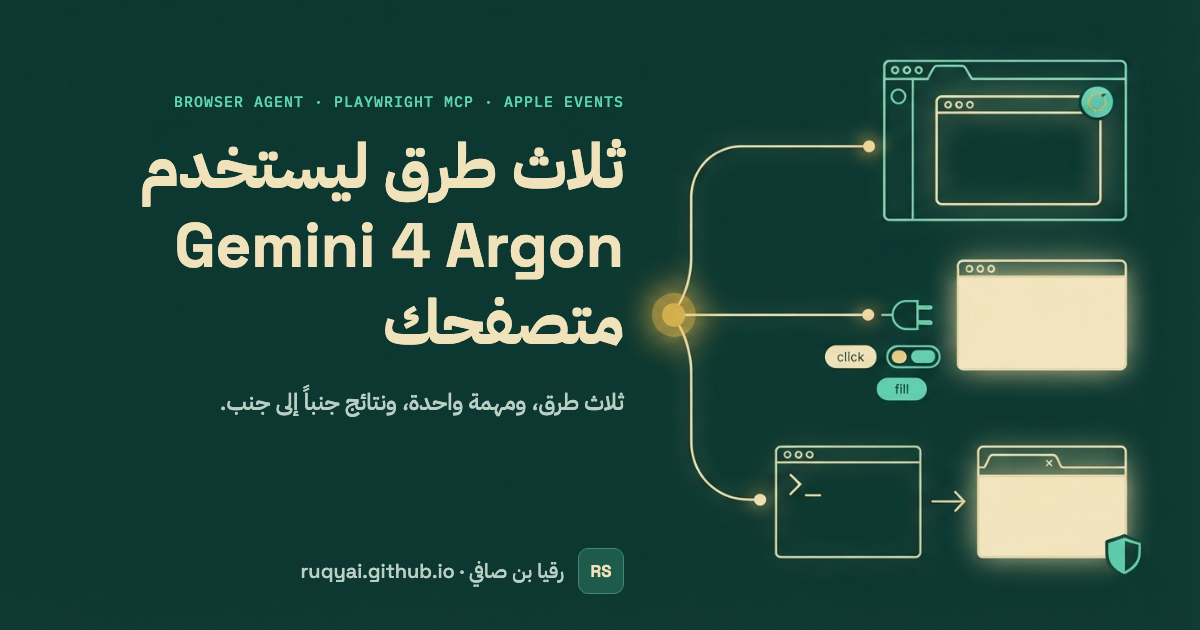 BROWSER AGENT · PLAYWRIGHT MCP · APPLE EVENTS
ثلاث طرق ليستخدم
Gemini 4 Argon
متصفحك
ثلاث طرق، ومهمة واحدة، ونتائج جنباً إلى جنب.
click
fill
>_
RS رقيا بن صافي · ruqyai.github.io